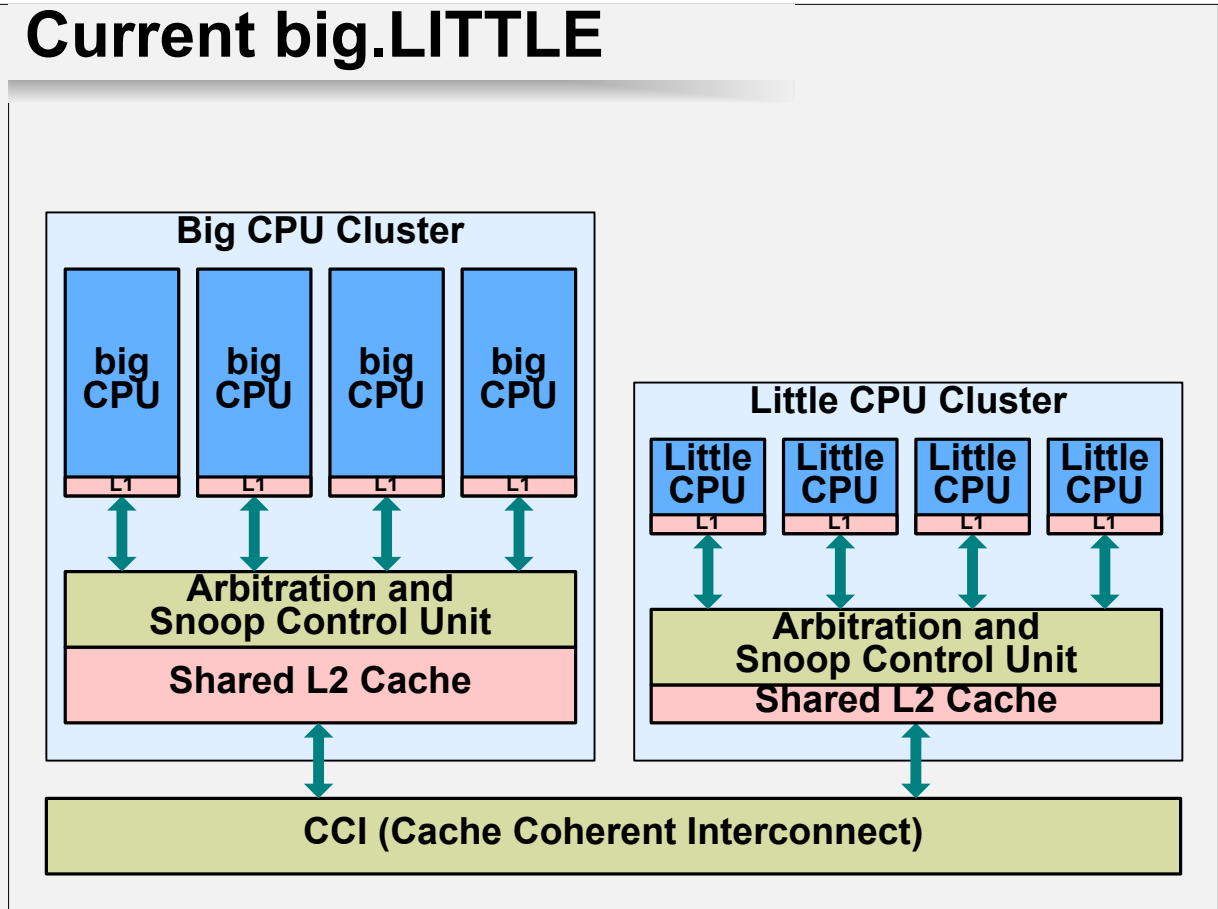 Current big.LITTLE
Big CPU Cluster
big
CPU
big
CPU
big
CPU
big
CPU
L1
L1
L1
L1
Arbitration and
Snoop Control Unit
Shared L2 Cache
Little CPU Cluster
Little
CPU
Little
CPU
Little
CPU
Little
CPU
L1
L1
L1
L1
Arbitration and
Snoop Control Unit
Shared L2 Cache
CCI (Cache Coherent Interconnect)